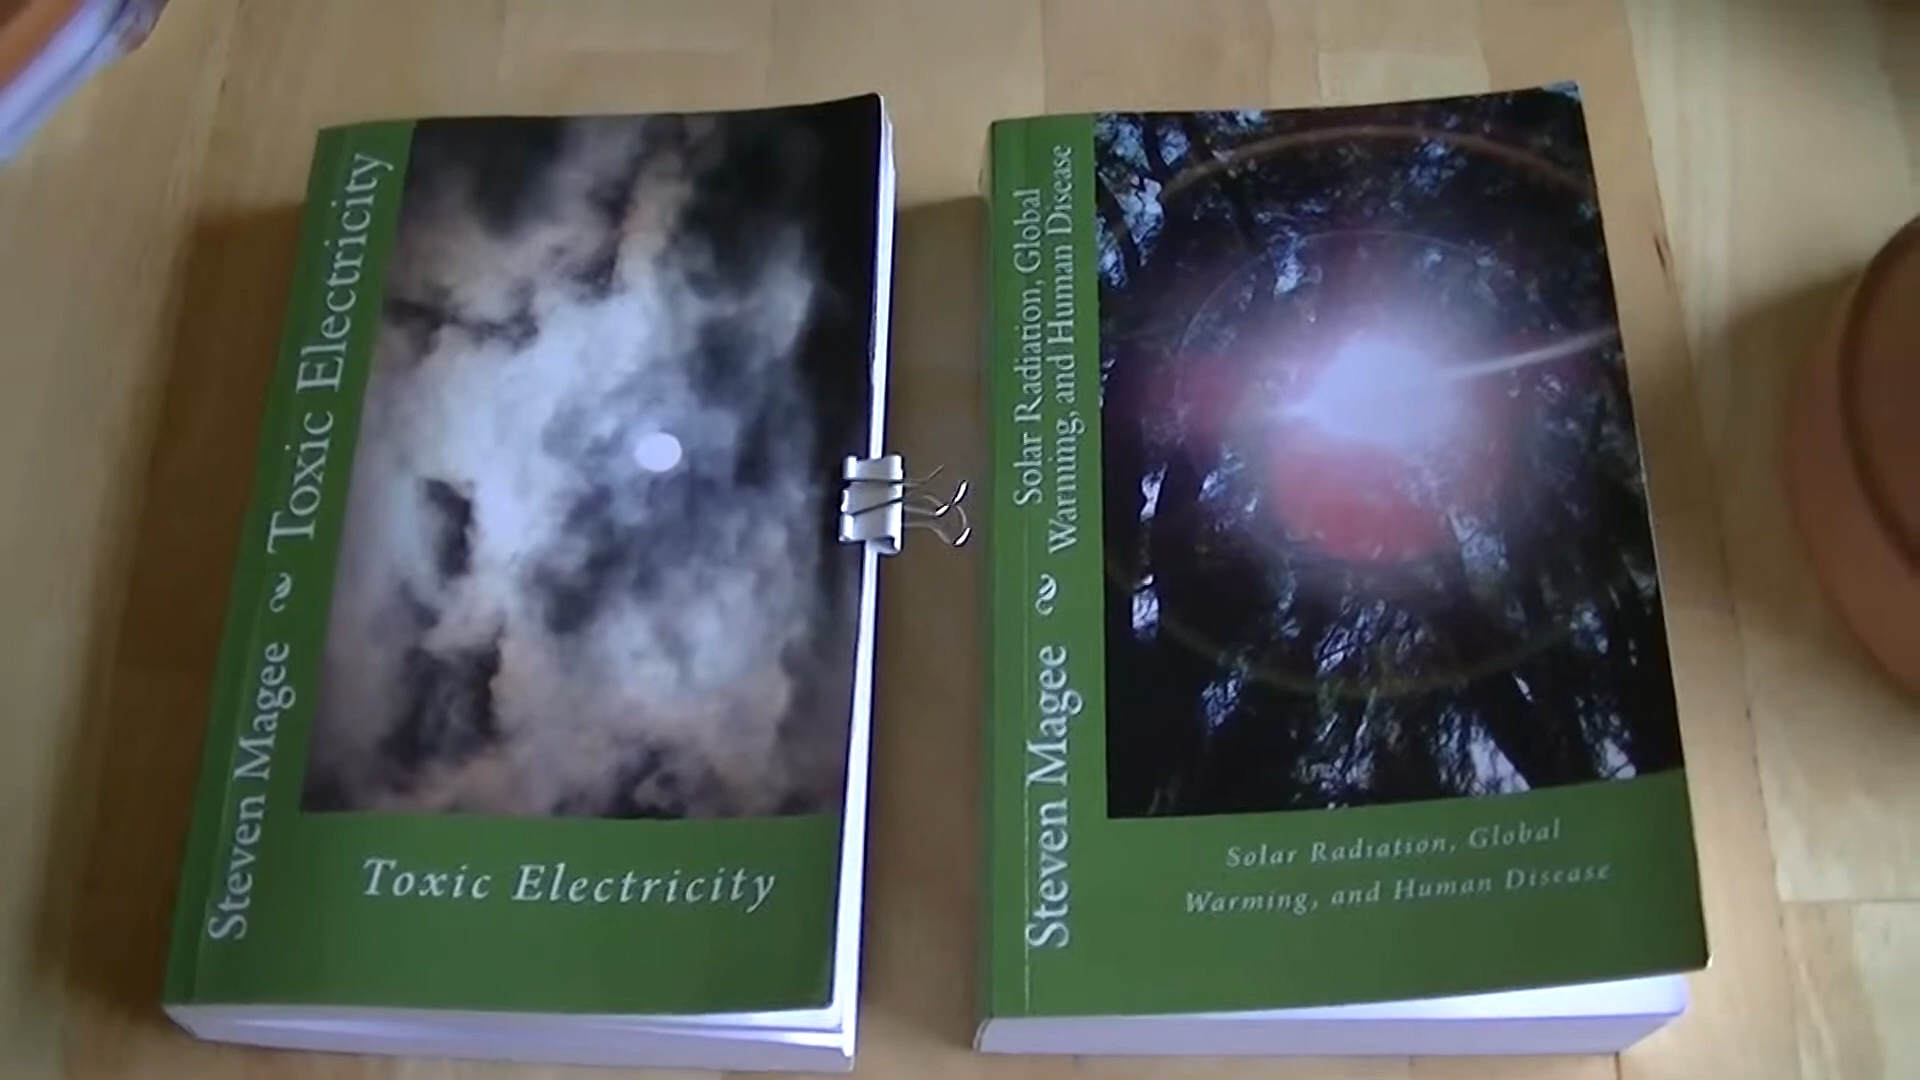 Steven Magee ~ Toxic Electricity
Toxic Electricity
Steven Magee ~ Solar Radiation, Global
Warming, and Human Disease
Solar Radiation, Global
Warming, and Human Disease